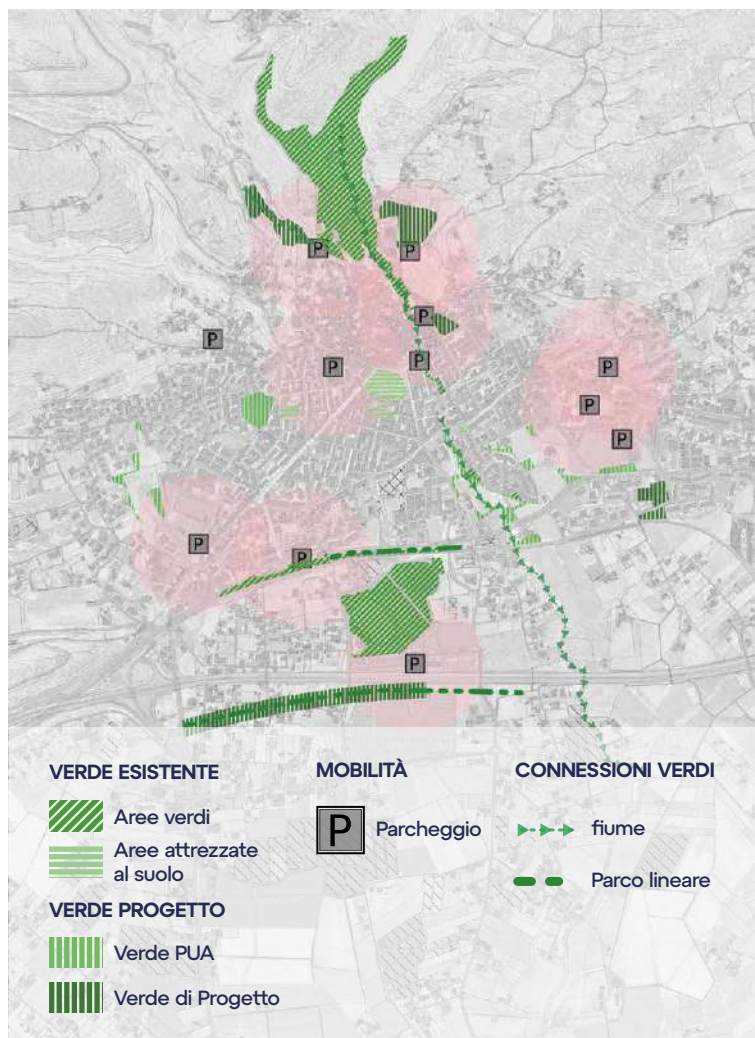 P
P
P
P
P
P
P
P
P
P
P
P
P
VERDE ESISTENTE
Aree verdi
Aree attrezzate
al suolo
VERDE PROGETTO
Verde PUA
Verde di Progetto
MOBILITÀ
P Parcheggio
CONNESSIONI VERDI
fiume
Parco lineare